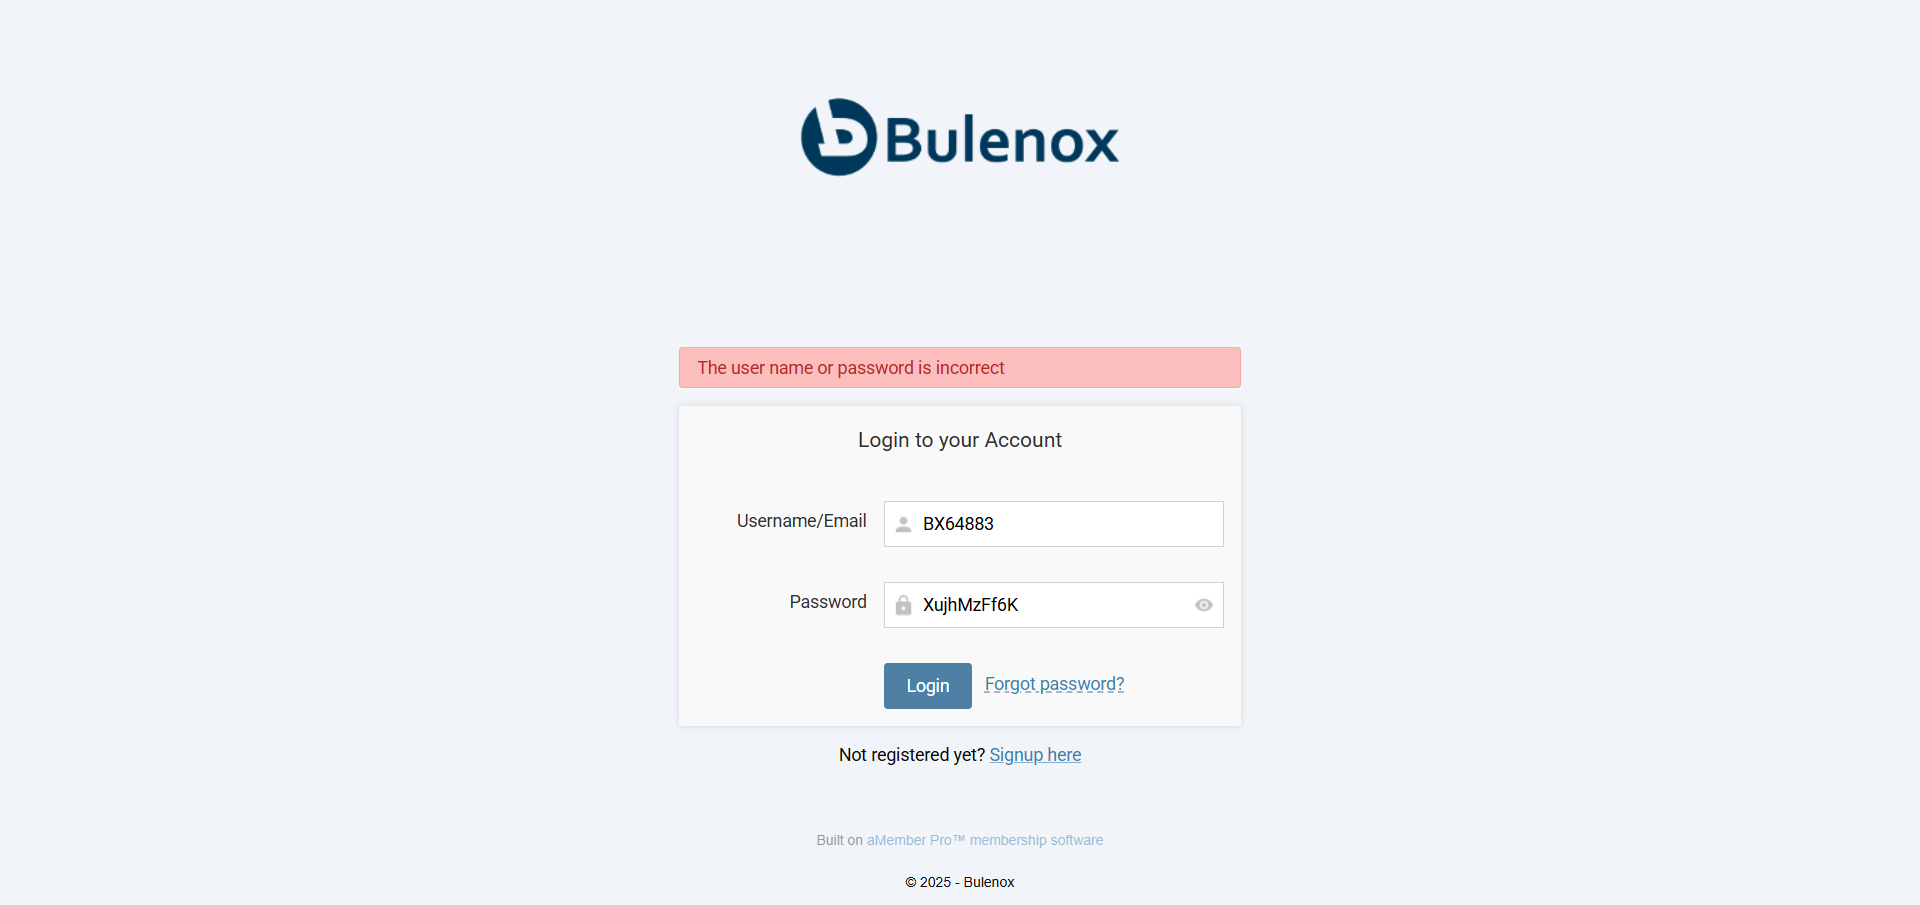 Bulenox
The user name or password is incorrect
Login to your Account
Username/Email
BX64883
Password
XujhMzFf6K
Login Forgot password?
Not registered yet? Signup here
Built on aMember Pro™ membership software
© 2025 - Bulenox